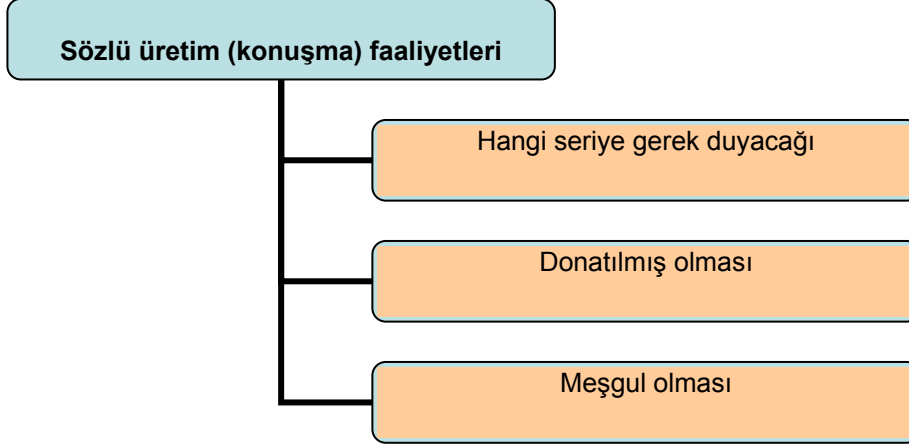 Sözlü üretim (konuşma) faaliyetleri
Hangi seriye gerek duyacağı
Donatılmış olması
Meşgul olması